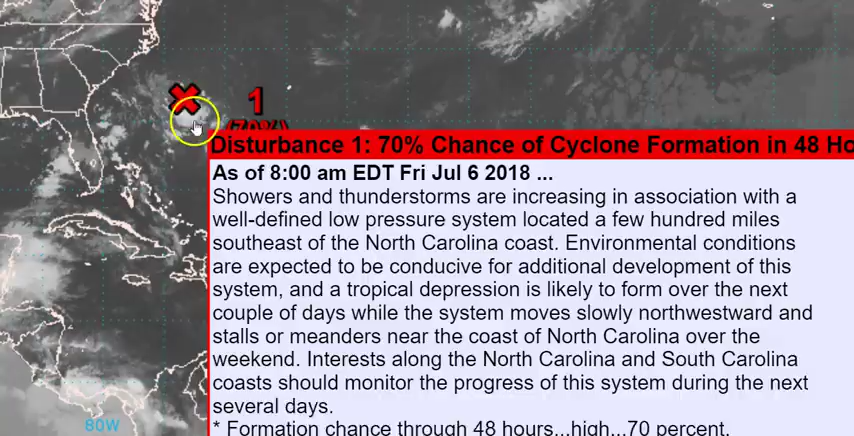 1
(70%)
Disturbance 1: 70% Chance of Cyclone Formation in 48 Ho
As of 8:00 am EDT Fri Jul 6 2018 ...
Showers and thunderstorms are increasing in association with a
well-defined low pressure system located a few hundred miles
southeast of the North Carolina coast. Environmental conditions
are expected to be conducive for additional development of this
system, and a tropical depression is likely to form over the next
couple of days while the system moves slowly northwestward and
stalls or meanders near the coast of North Carolina over the
weekend. Interests along the North Carolina and South Carolina
coasts should monitor the progress of this system during the next
several days.
* Formation chance through 48 hours...high...70 percent.
80W